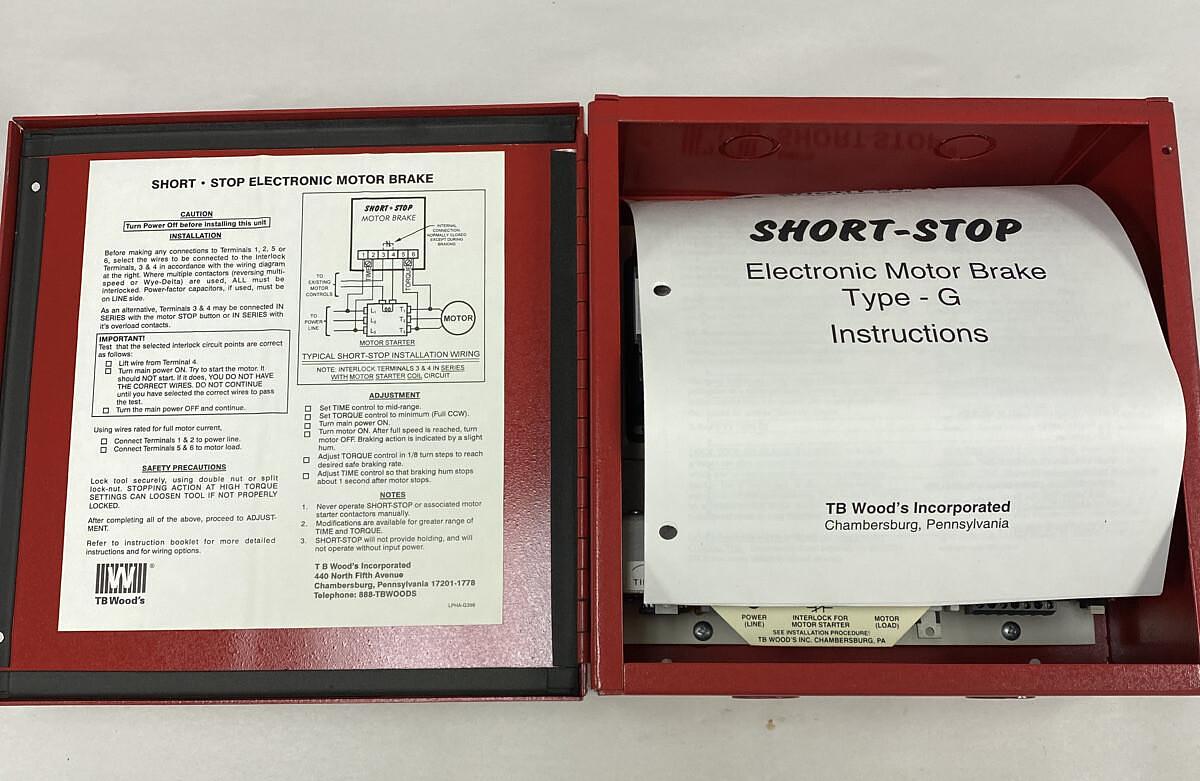 SHORT • STOP ELECTRONIC MOTOR BRAKE
CAUTION
Turn Power Off before installing this unit
INSTALLATION
Before making any connections to Terminals 1, 2, 5 or
6, select the wires to be connected to the Interlock
Terminals, 3 & 4 in accordance with the wiring diagram
at the right. Where multiple contactors (reversing multi-
speed or Wye-Delta) are used, ALL must be
interlocked. Power-factor capacitors, if used, must be
on LINE side.
As an alternative, Terminals 3 & 4 may be connected IN
SERIES with the motor STOP button or IN SERIES with
it's overload contacts.
IMPORTANT!
Test that the selected interlock circuit points are correct
as follows:
Lift wire from Terminal 4.
Turn main power ON. Try to start the motor. It
should NOT start. If it does, YOU DO NOT HAVE
THE CORRECT WIRES. DO NOT CONTINUE
until you have selected the correct wires to pass
the test.
Turn the main power OFF and continue.
Using wires rated for full motor current,
Connect Terminals 1 & 2 to power line.
Connect Terminals 5 & 6 to motor load.
SAFETY PRECAUTIONS
Lock tool securely, using double nut or split
lock-nut. STOPPING ACTION AT HIGH TORQUE
SETTINGS CAN LOOSEN TOOL IF NOT PROPERLY
LOCKED.
After completing all of the above, proceed to ADJUST-
MENT.
Refer to instruction booklet for more detailed
instructions and for wiring options.
®
TB Wood's
SHORT • STOP
MOTOR BRAKE
INTERNAL
CONNECTION
NORMALLY CLOSED
EXCEPT DURING
BRAKING
1 2 3 4 5 6
TIME
TORQUE
TO
EXISTING
MOTOR
CONTROLS
TO
POWER
LINE
L1 T1
L2 T2
L3 T3
MOTOR
MOTOR STARTER
TYPICAL SHORT-STOP INSTALLATION WIRING
NOTE: INTERLOCK TERMINALS 3 & 4 IN SERIES
WITH MOTOR STARTER COIL CIRCUIT
ADJUSTMENT
Set TIME control to mid-range.
Set TORQUE control to minimum (Full CCW).
Turn main power ON.
Turn motor ON. After full speed is reached, turn
motor OFF. Braking action is indicated by a slight
hum.
Adjust TORQUE control in 1/8 turn steps to reach
desired safe braking rate.
Adjust TIME control so that braking hum stops
about 1 second after motor stops.
NOTES
1. Never operate SHORT-STOP or associated motor
starter contactors manually.
2. Modifications are available for greater range of
TIME and TORQUE.
3. SHORT-STOP will not provide holding, and will
not operate without input power.
T B Wood's Incorporated
440 North Fifth Avenue
Chambersburg, Pennsylvania 17201-1778
Telephone: 888-TBWOODS
LPHA-G398
SHORT-STOP
Electronic Motor Brake
Type - G
Instructions
TB Wood's Incorporated
Chambersburg, Pennsylvania
POWER
(LINE)
INTERLOCK FOR
MOTOR STARTER
MOTOR
(LOAD)
SEE INSTALLATION PROCEDURE!
TB WOOD'S INC. CHAMBERSBURG, PA